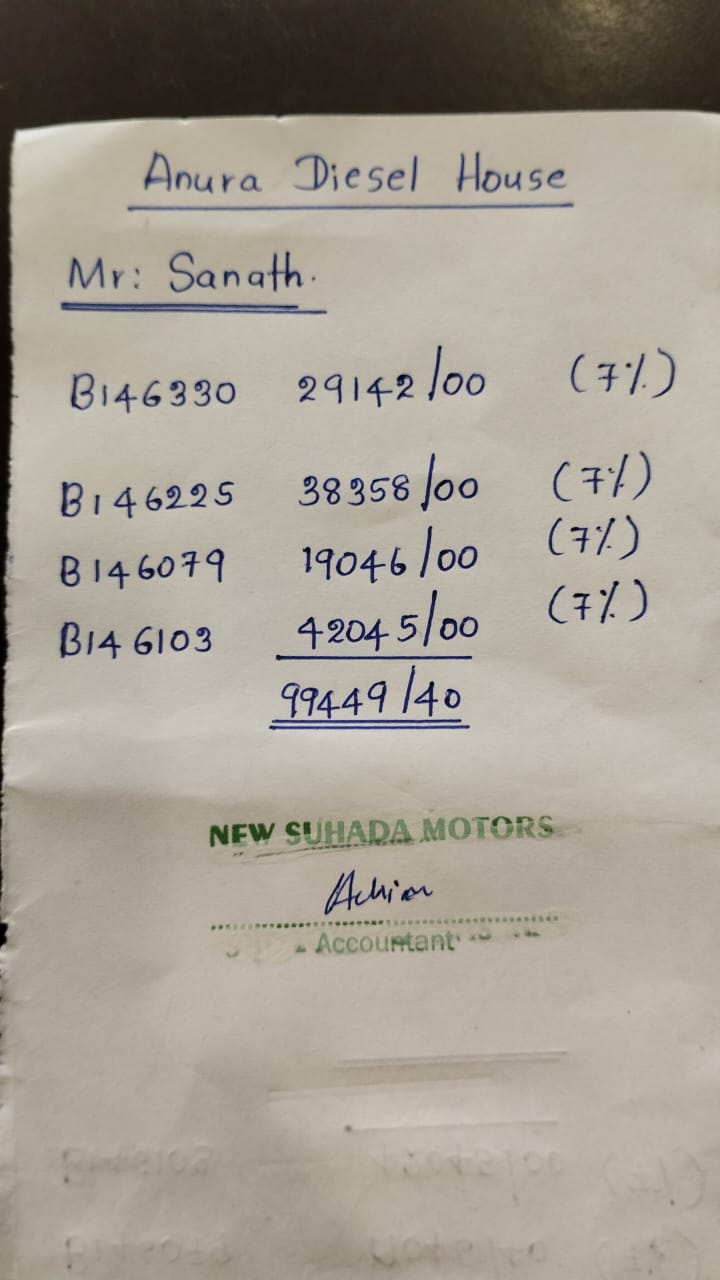 Anura Diesel House
Mr: Sanath.
B146330 29142/00 (7%)
B146225 38358/00 (7%)
B146079 19046/00 (7%)
B146103 42045/00 (7%)
99449/40
NEW SUHADA MOTORS
Accountant